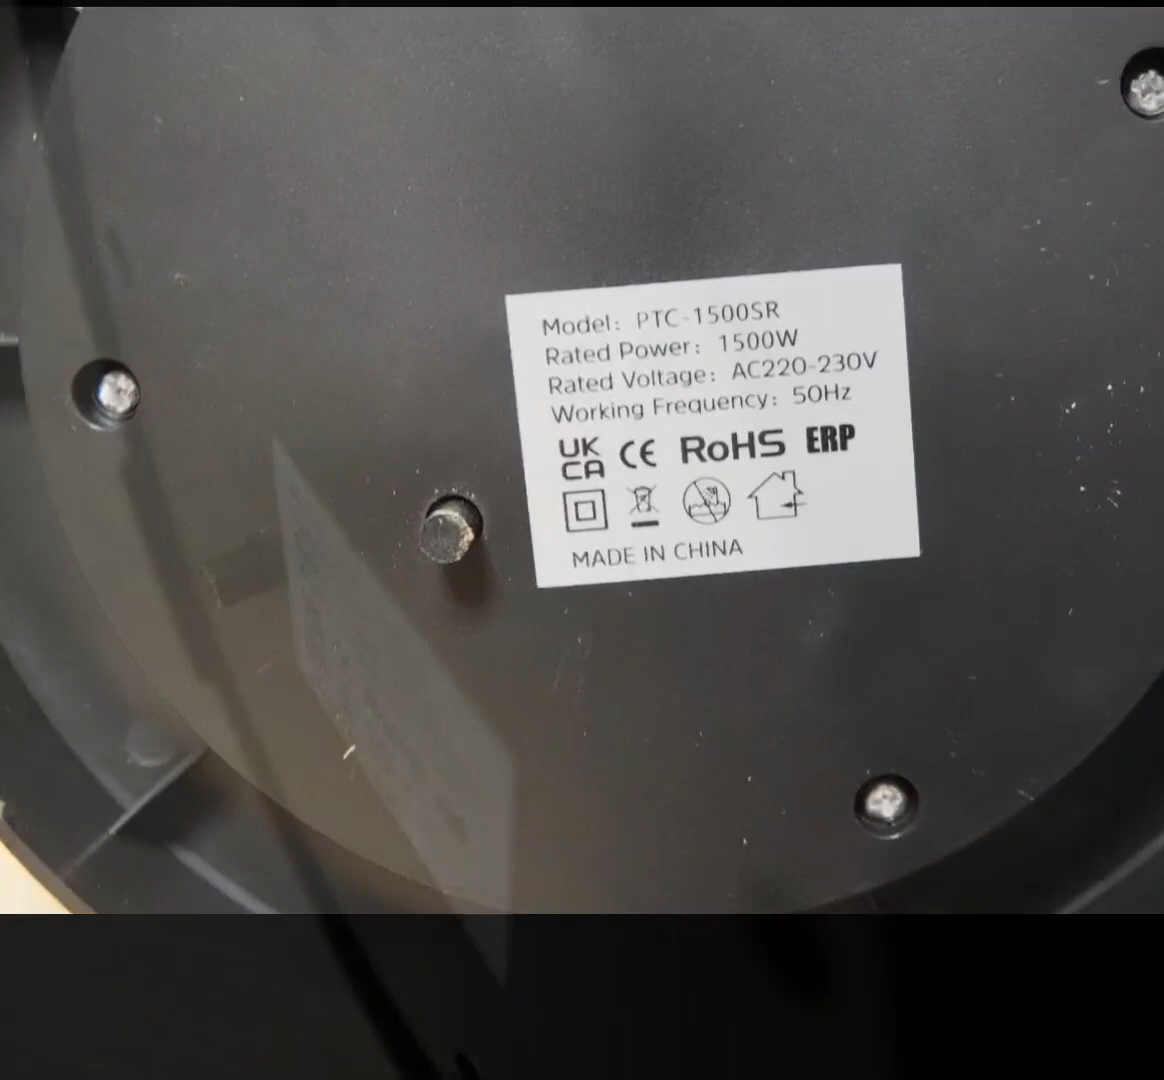 Model: PTC-1500SR
Rated Power: 1500W
Rated Voltage: AC220-230V
Working Frequency: 50Hz
UK CA CE RoHS ERP
MADE IN CHINA